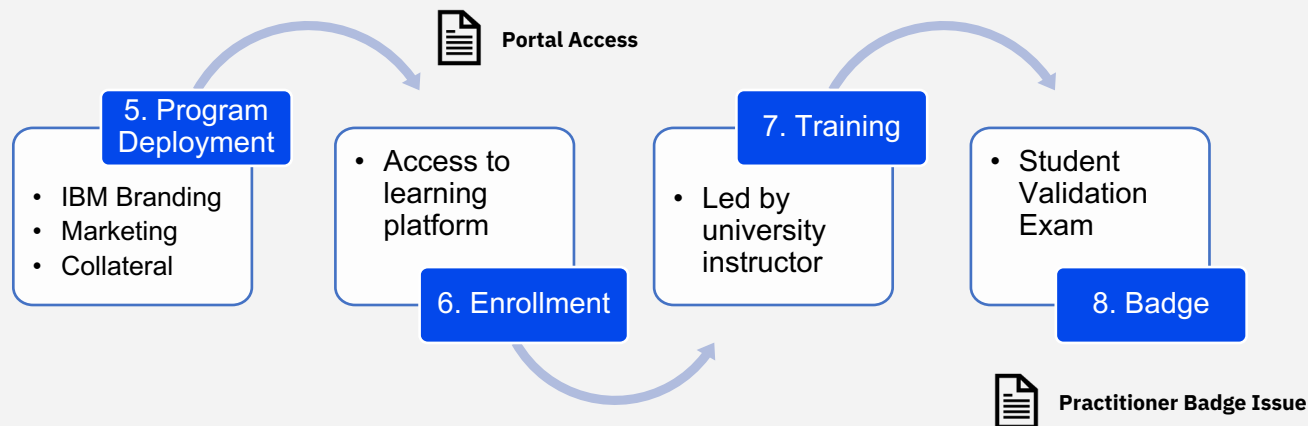 Portal Access
5. Program
Deployment
• IBM Branding
• Marketing
• Collateral
• Access to
learning
platform
6. Enrollment
7. Training
• Led by
university
instructor
• Student
Validation
Exam
8. Badge
Practitioner Badge Issue